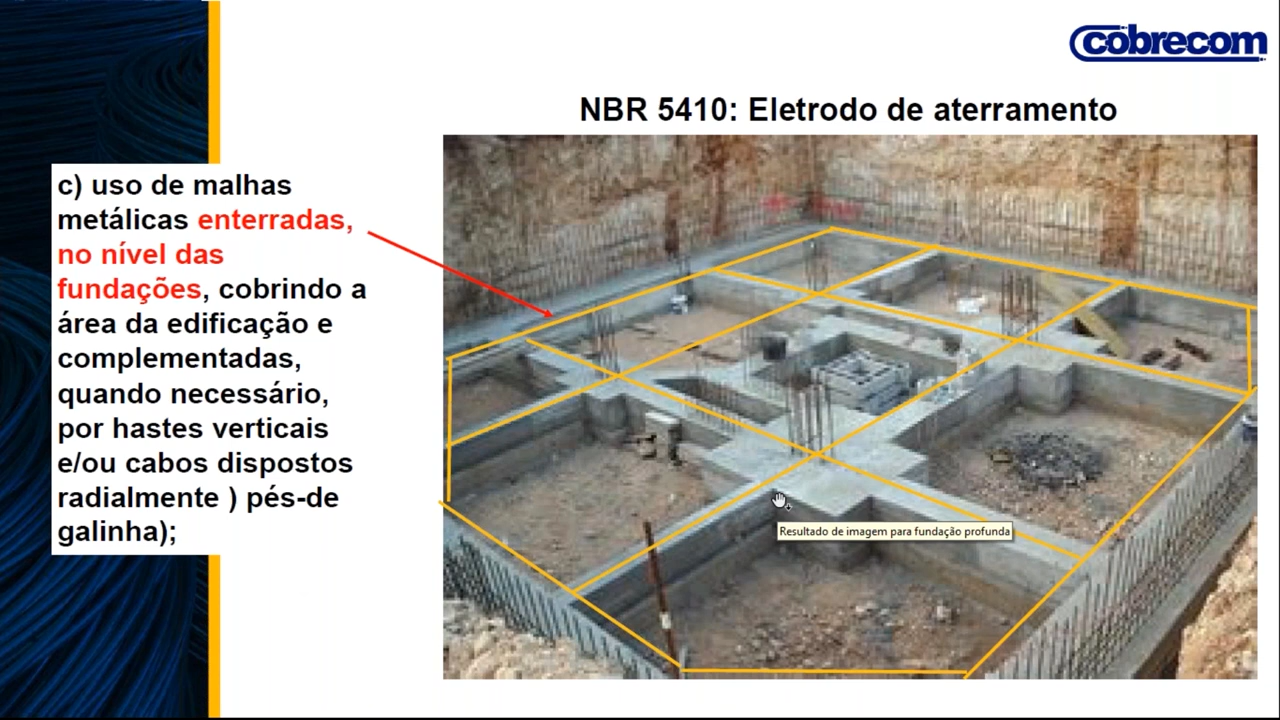 cobrecom
NBR 5410: Eletrodo de aterramento
c) uso de malhas
metálicas enterradas,
no nível das
fundações, cobrindo a
área da edificação e
complementadas,
quando necessário,
por hastes verticais
e/ou cabos dispostos
radialmente ) pés-de
galinha);
Resultado de imagem para fundação profunda